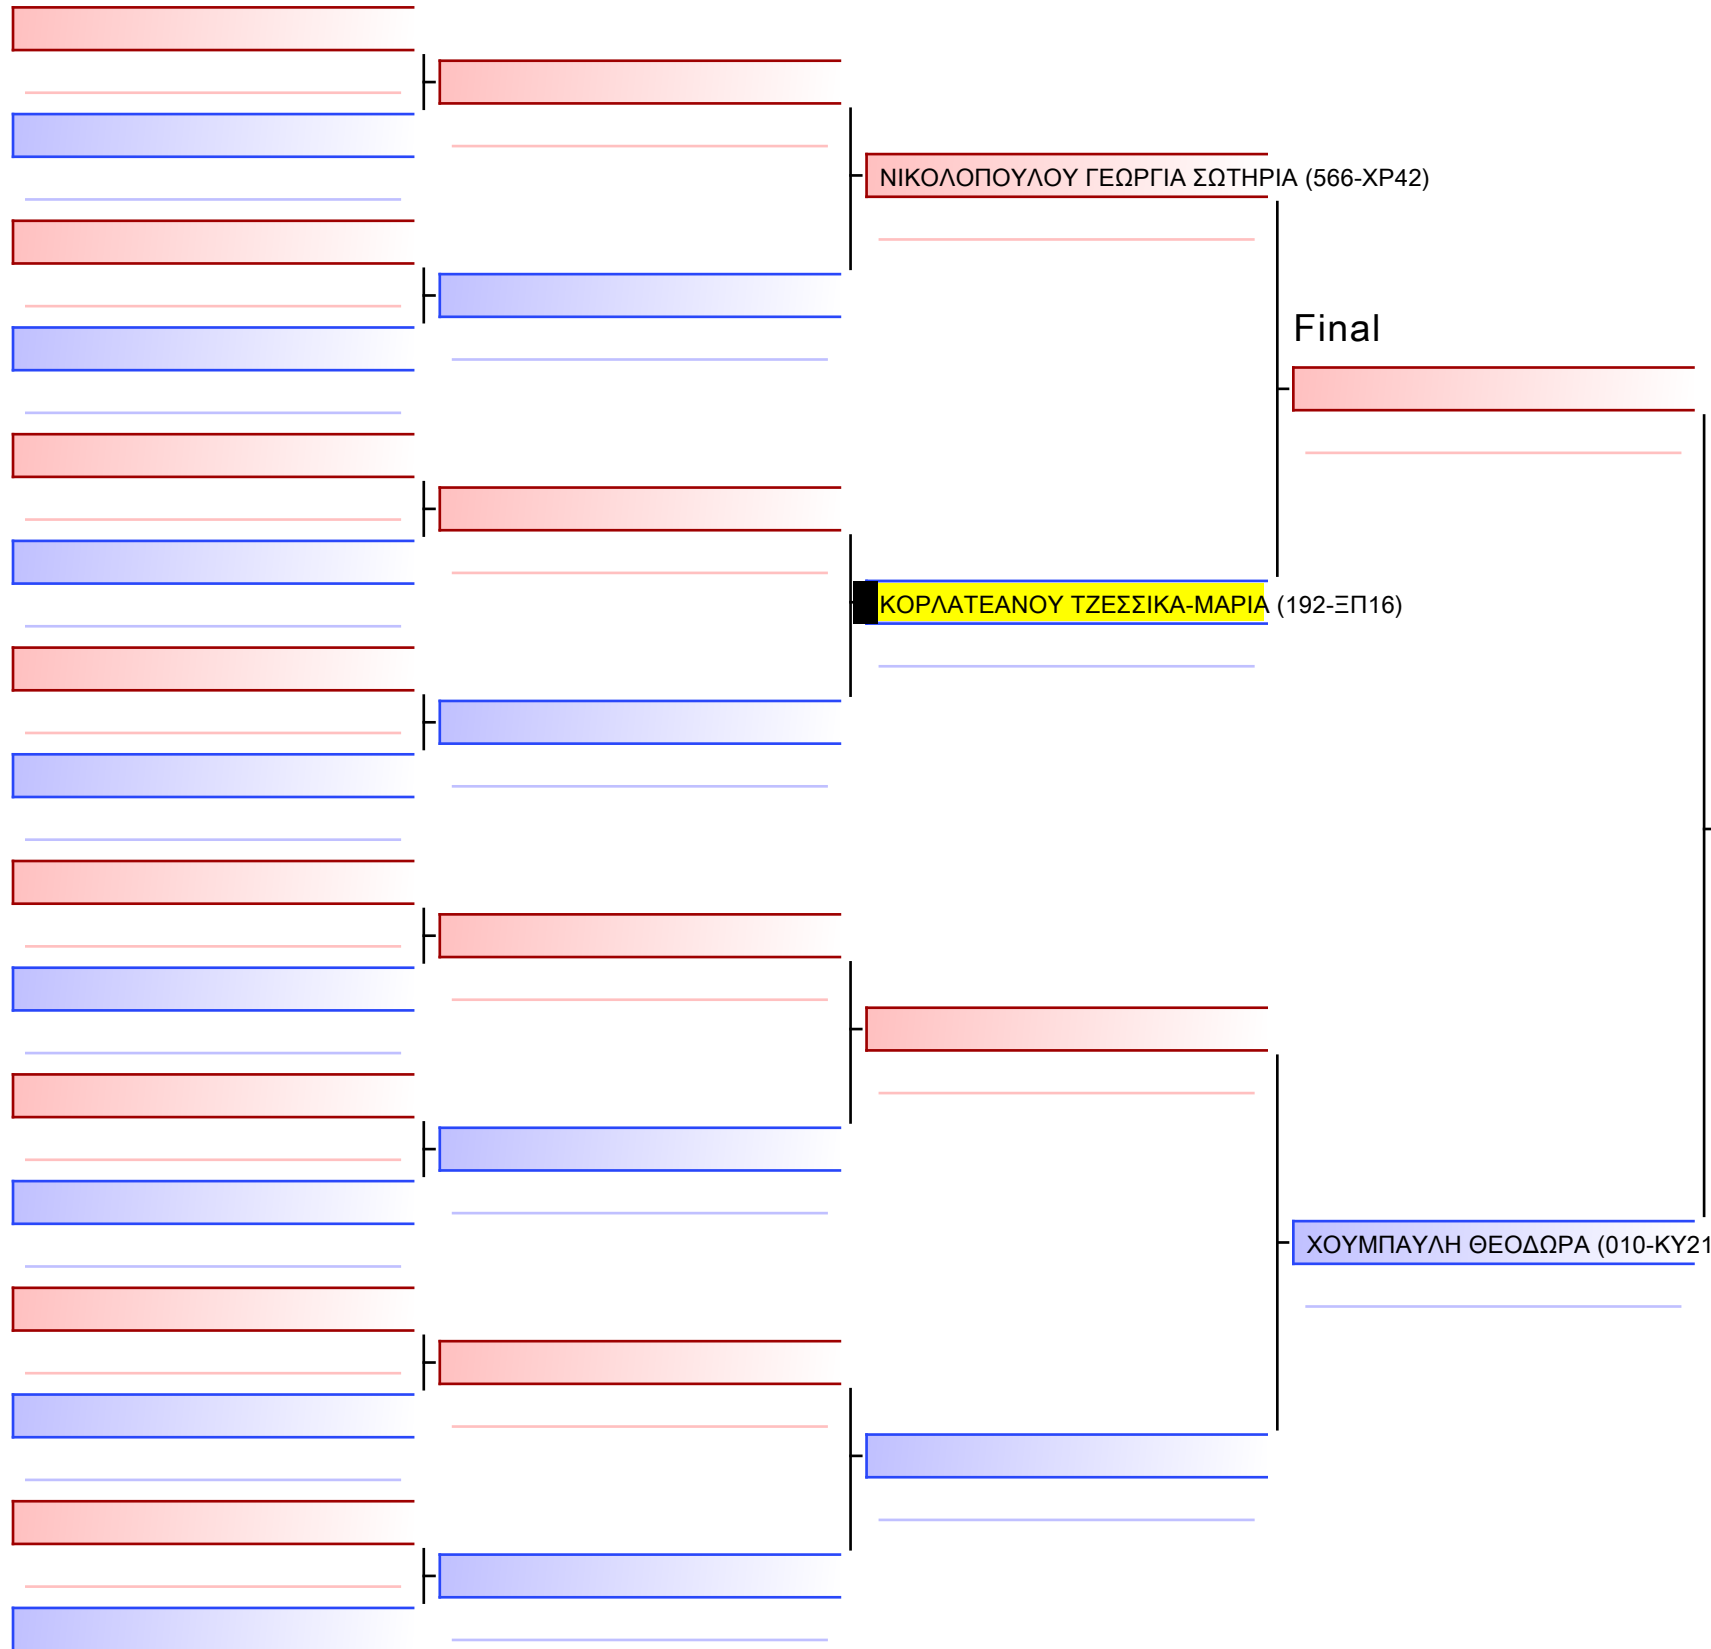 ΝΙΚΟΛΟΠΟΥΛΟΥ ΓΕΩΡΓΙΑ ΣΩΤΗΡΙΑ (566-ΧΡ42)
Final
ΚΟΡΛΑΤΕΑΝΟΥ ΤΖΕΣΣΙΚΑ-ΜΑΡΙΑ (192-ΞΠ16)
ΧΟΥΜΠΑΥΛΗ ΘΕΟΔΩΡΑ (010-ΚΥ21